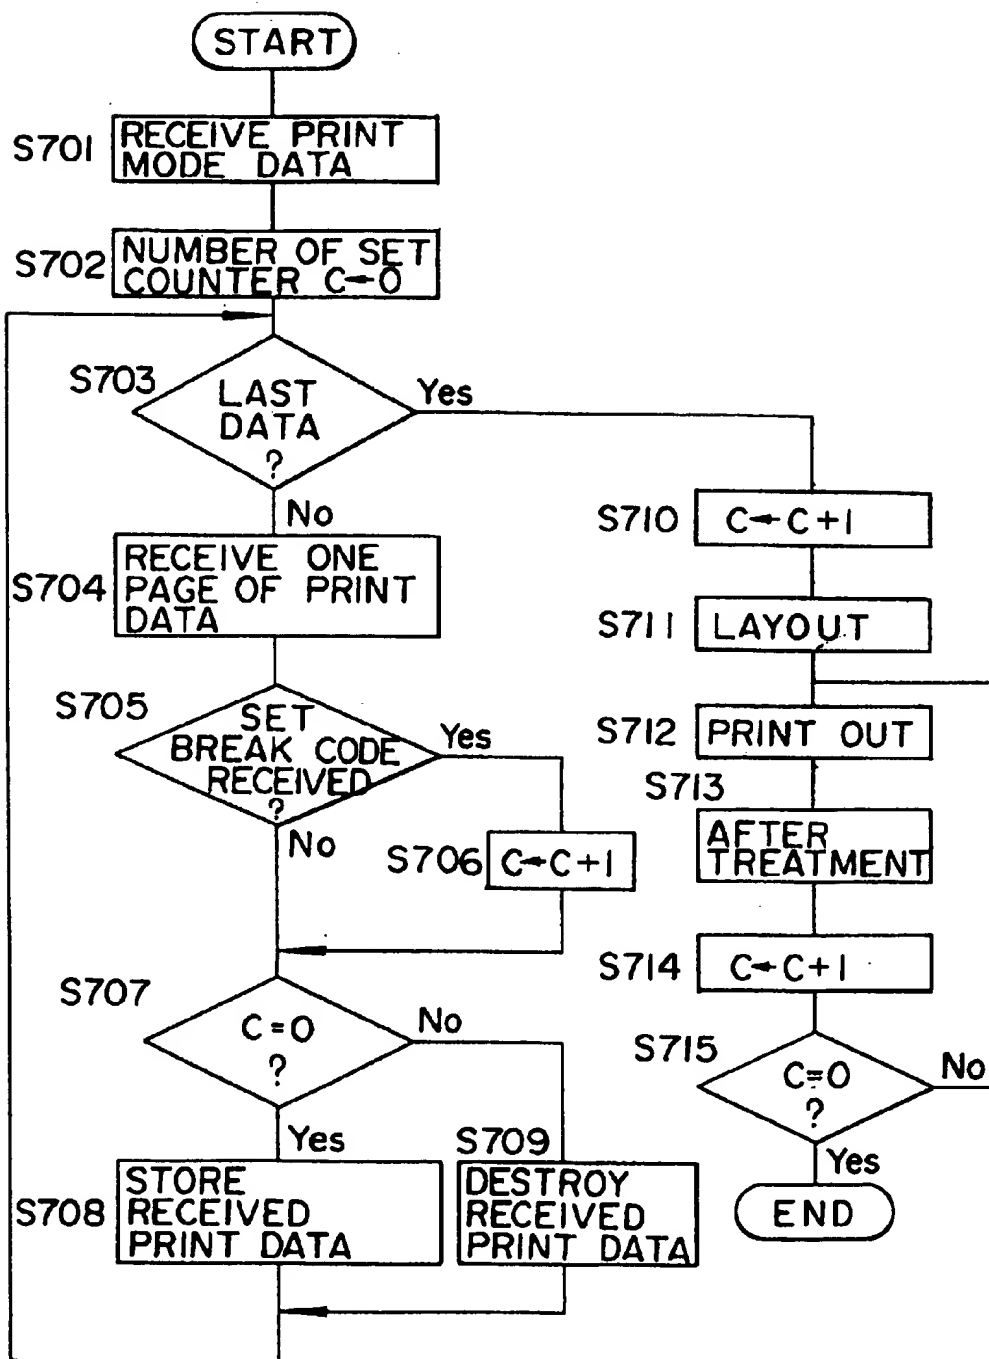 START
S701
RECEIVE PRINT
MODE DATA
S702
NUMBER OF SET
COUNTER C←0
S703
LAST
DATA
?
Yes
No
S704
RECEIVE ONE
PAGE OF PRINT
DATA
S705
SET
BREAK CODE
RECEIVED
?
Yes
No
S706
C←C+1
S707
C=0
?
No
Yes
S708
STORE
RECEIVED
PRINT DATA
S709
DESTROY
RECEIVED
PRINT DATA
S710
C←C+1
S711
LAYOUT
S712
PRINT OUT
S713
AFTER
TREATMENT
S714
C←C+1
S715
C=0
?
No
Yes
END